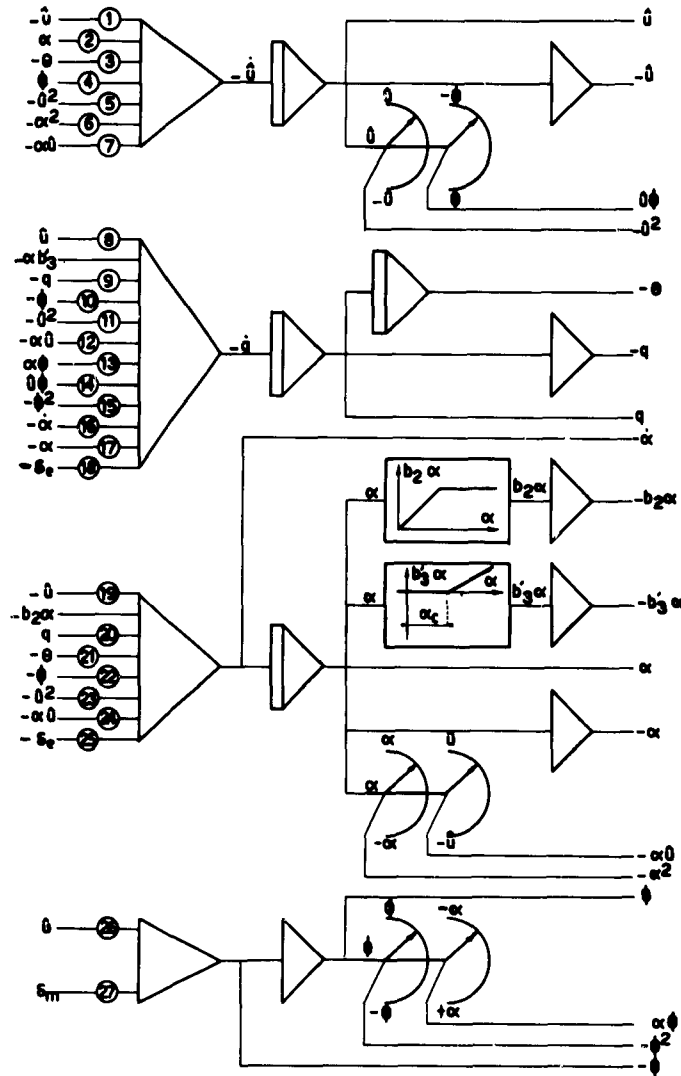 -û ① û
α ②
-θ ③
ϕ ④ -û̇ -û
-û² ⑤ û -ϕ
-α² ⑥
-αû ⑦ û
-û ϕ ûϕ
-û²
û ⑧
-αb'₃
-q ⑨
-ϕ ⑩ -θ
-û² ⑪
-αû ⑫ -q̇ -q
αϕ ⑬
ûϕ ⑭
-ϕ² ⑮ q
-α̇ ⑯ -α̇
-α ⑰
-δₑ ⑱
b₂α α b₂α -b₂α
α
-û ⑲ b'₃α α b'₃α -b'₃α
-b₂α α
q ⑳ α_c
-θ ㉑
-ϕ ㉒ α
-û² ㉓
-αû ㉔ -α
-δₑ ㉕ α û
α
-α -û -αû
-α²
ϕ
û ㉖ ϕ -α
ϕ
δₘ ㉗ -ϕ +α αϕ
-ϕ²
-ϕ